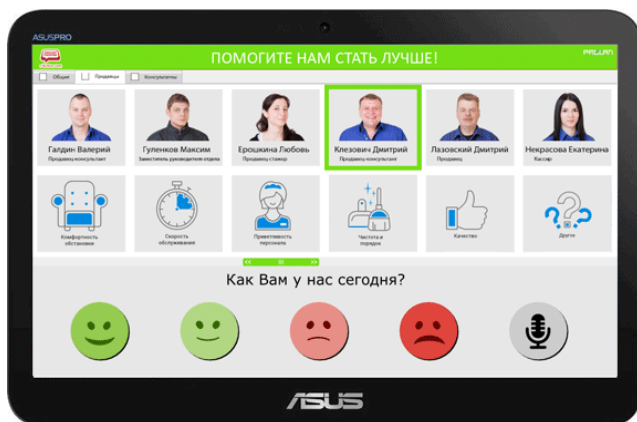 ASUSPRO
ПОМОГИТЕ НАМ СТАТЬ ЛУЧШЕ!
Общие
Продавцы
Консультанты
Галдин Валерий
Продавец-консультант
Гуленков Максим
Заместитель руководителя отдела
Ерошкина Любовь
Продавец стажер
Клезович Дмитрий
Продавец-консультант
Лазовский Дмитрий
Продавец
Некрасова Екатерина
Кассир
Комфортность
обстановки
Скорость
обслуживания
Приветливость
персонала
Чистота и
порядок
Качество
Другое
<< >>
Как Вам у нас сегодня?
ASUS